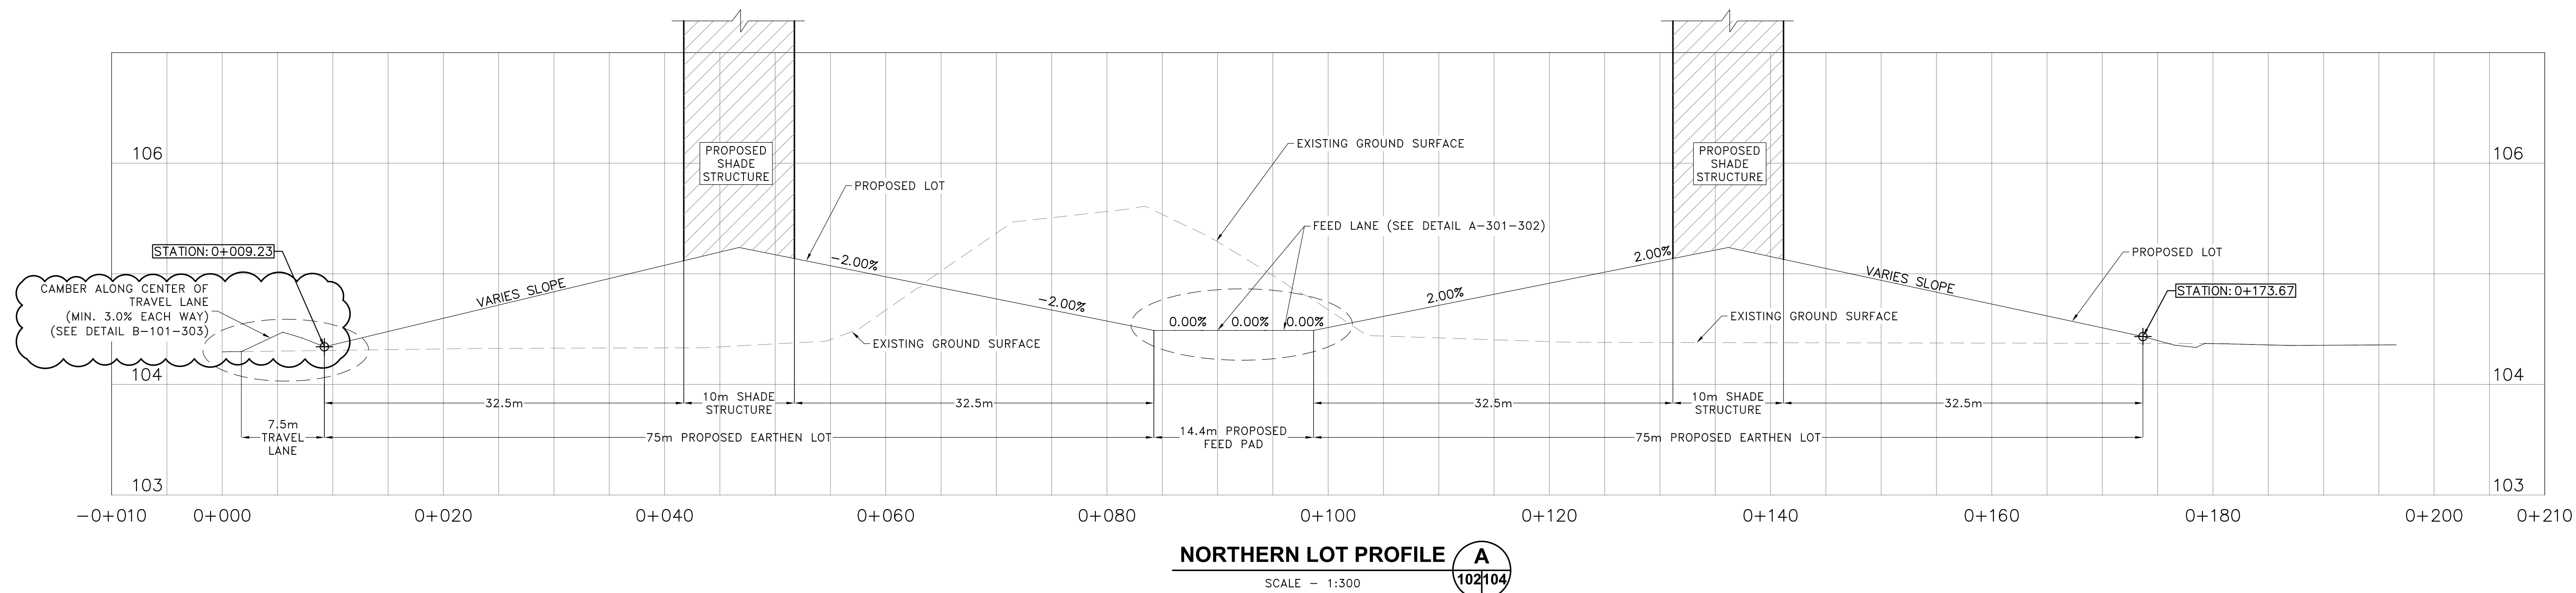 PROPOSED
SHADE
STRUCTURE
PROPOSED
SHADE
STRUCTURE
106
106
EXISTING GROUND SURFACE
PROPOSED LOT
FEED LANE (SEE DETAIL A-301-302)
STATION: 0+009.23
-2.00%
2.00%
PROPOSED LOT
CAMBER ALONG CENTER OF
TRAVEL LANE
(MIN. 3.0% EACH WAY)
(SEE DETAIL B-101-303)
VARIES SLOPE
-2.00%
2.00%
VARIES SLOPE
STATION: 0+173.67
0.00%
0.00%
0.00%
EXISTING GROUND SURFACE
EXISTING GROUND SURFACE
104
104
32.5m
10m SHADE
STRUCTURE
32.5m
32.5m
10m SHADE
STRUCTURE
32.5m
7.5m
TRAVEL
LANE
75m PROPOSED EARTHEN LOT
14.4m PROPOSED
FEED PAD
75m PROPOSED EARTHEN LOT
103
103
-0+010
0+000
0+020
0+040
0+060
0+080
0+100
0+120
0+140
0+160
0+180
0+200
0+210
NORTHERN LOT PROFILE
A
102 104
SCALE - 1:300